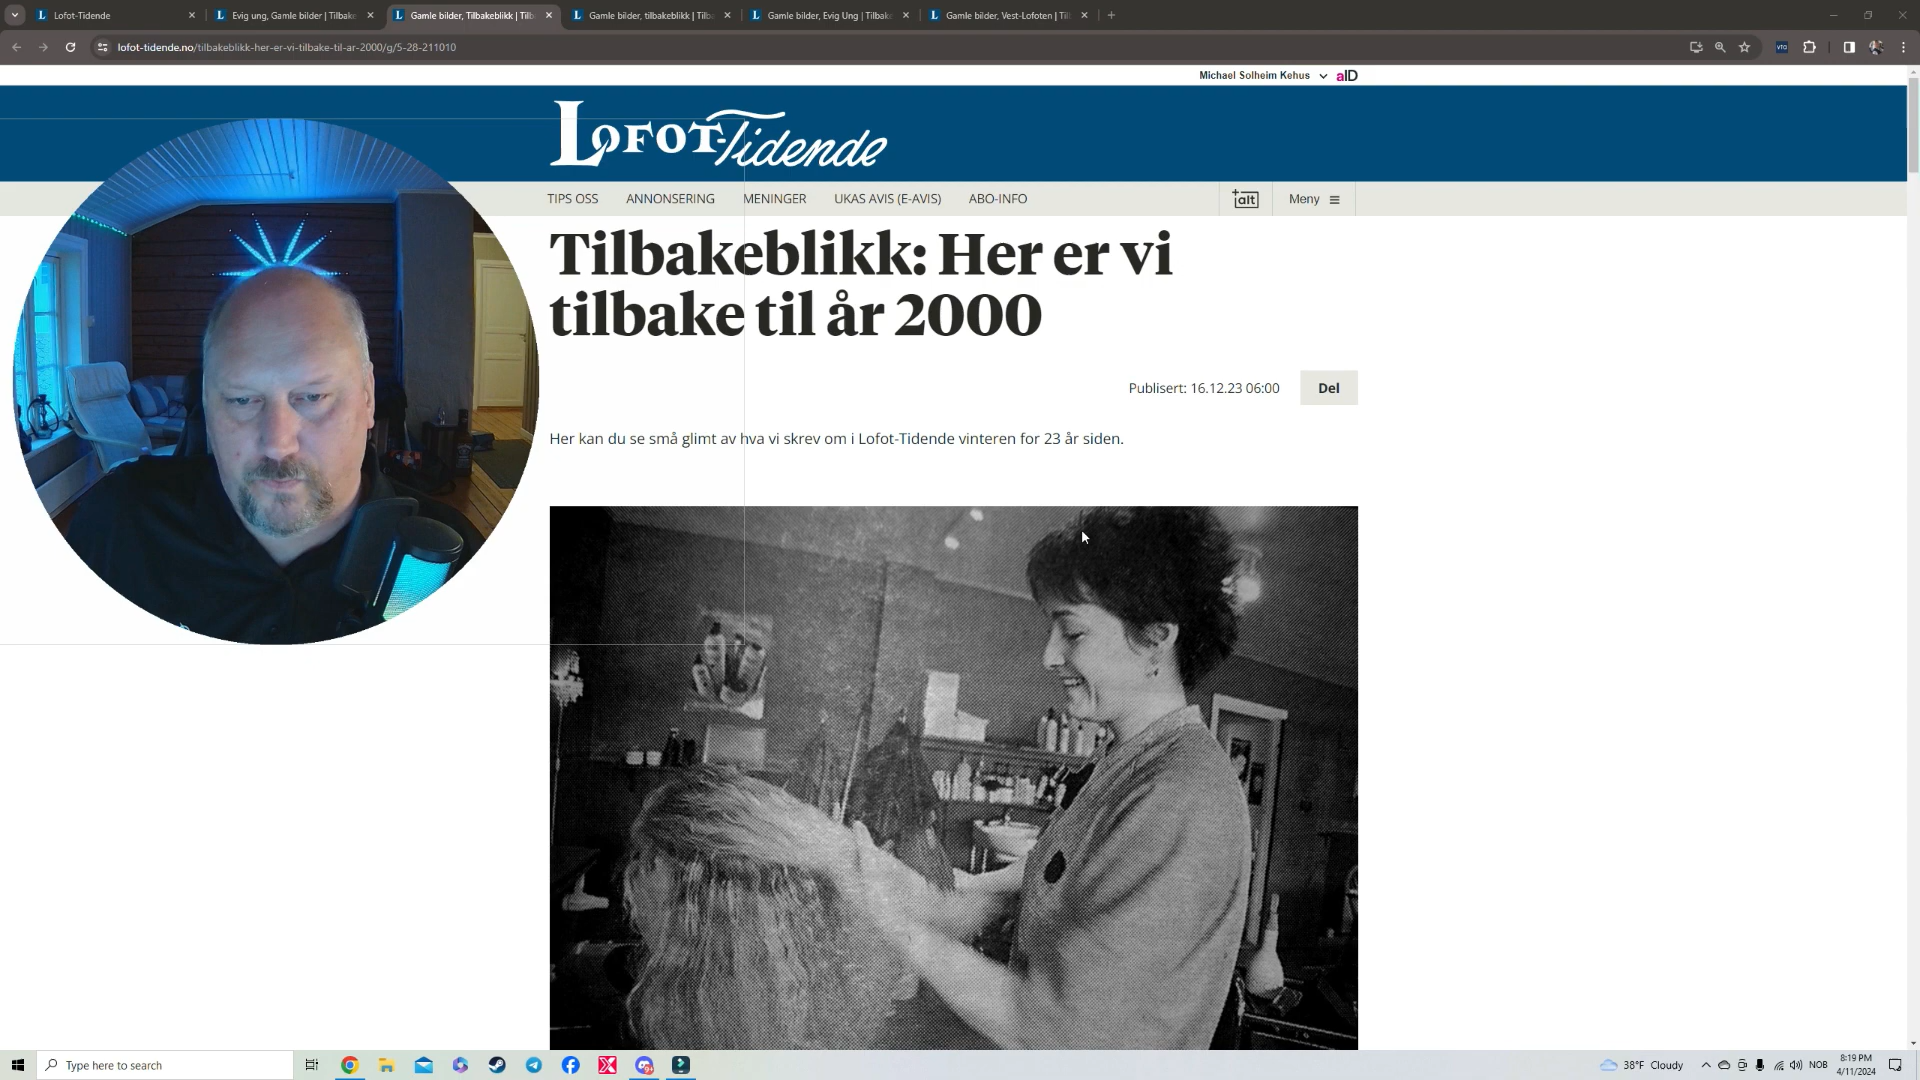 Lofot-Tidende
Evig ung, Gamle bilder | Tilbake
Gamle bilder, Tilbakeblikk | Tilb
Gamle bilder, tilbakeblikk | Tilb
Gamle bilder, Evig Ung | Tilbak
Gamle bilder, Vest-Lofoten | Til
lofot-tidende.no/tilbakeblikk-her-er-vi-tilbake-til-ar-2000/g/5-28-211010
Michael Solheim Kehus
aID
LOFOT-Tidende
TIPS OSS
ANNONSERING
MENINGER
UKAS AVIS (E-AVIS)
ABO-INFO
+alt
Meny
Tilbakeblikk: Her er vi
tilbake til år 2000
Publisert: 16.12.23 06:00
Del
Her kan du se små glimt av hva vi skrev om i Lofot-Tidende vinteren for 23 år siden.
Type here to search
38°F Cloudy
NOB
8:19 PM
4/11/2024